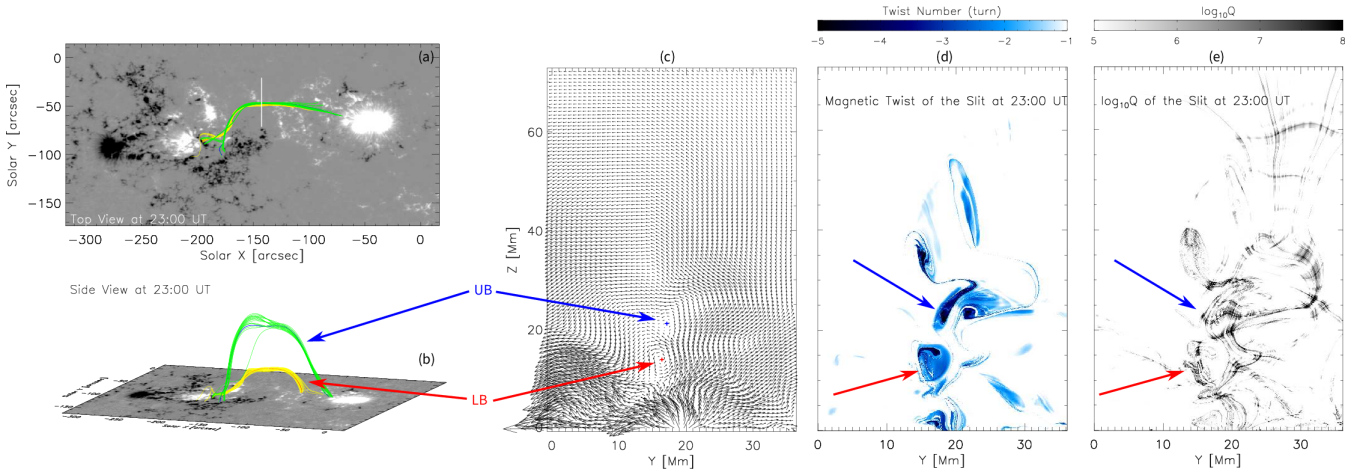 Twist Number (turn)
-5 -4 -3 -2 -1
log10Q
5 6 7 8
(a)
Solar Y [arcsec]
0
-50
-100
-150
Top View at 23:00 UT
-300 -250 -200 -150 -100 -50 0
Solar X [arcsec]
Side View at 23:00 UT
(b)
UB
LB
(c)
Z [Mm]
60
40
20
0
0 10 20 30
Y [Mm]
(d)
Magnetic Twist of the Slit at 23:00 UT
0 10 20 30
Y [Mm]
(e)
log10Q of the Slit at 23:00 UT
0 10 20 30
Y [Mm]